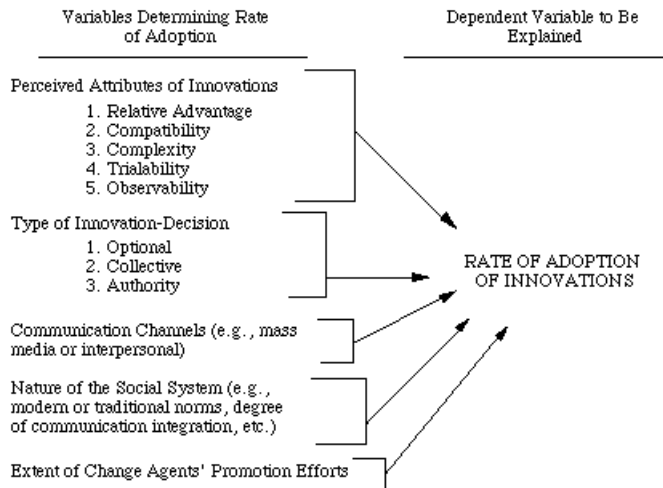 Variables Determining Rate
of Adoption
Dependent Variable to Be
Explained
Perceived Attributes of Innovations
1. Relative Advantage
2. Compatibility
3. Complexity
4. Trialability
5. Observability
Type of Innovation-Decision
1. Optional
2. Collective
3. Authority
RATE OF ADOPTION
OF INNOVATIONS
Communication Channels (e.g., mass
media or interpersonal)
Nature of the Social System (e.g.,
modern or traditional norms, degree
of communication integration, etc.)
Extent of Change Agents' Promotion Efforts